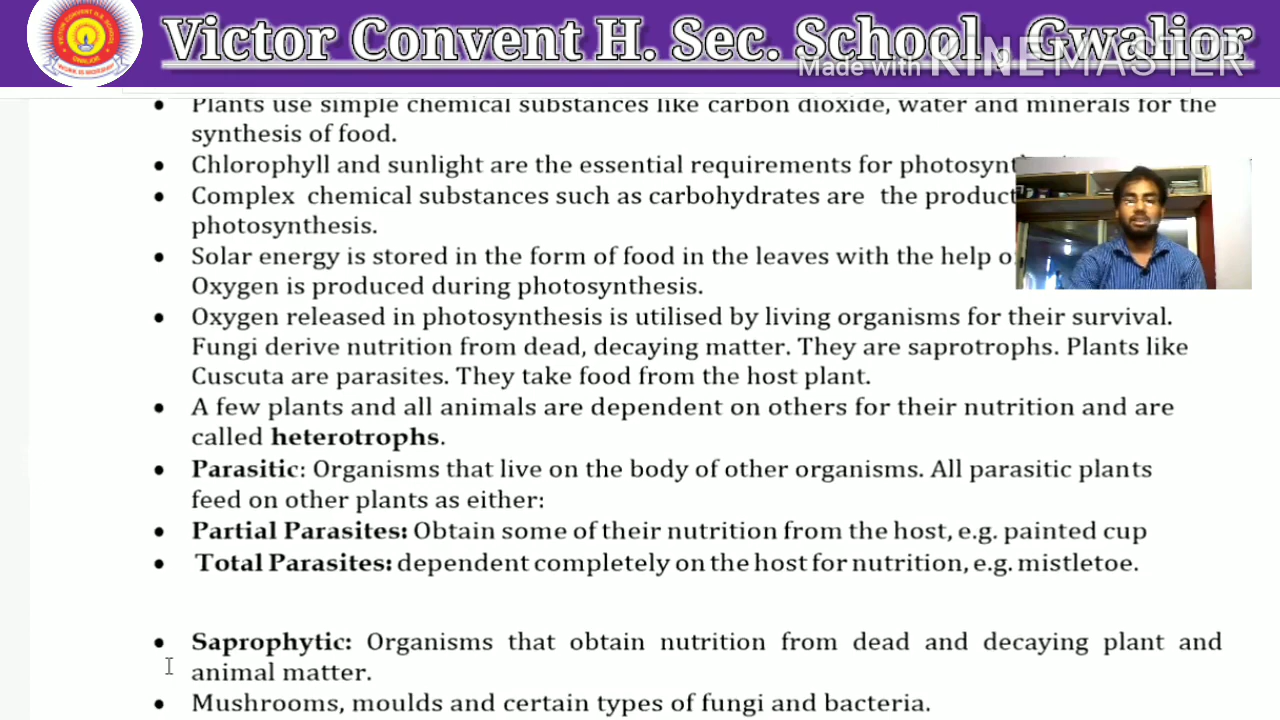 Victor Convent H. Sec. School, Gwalior
Made with KINEMASTER
Plants use simple chemical substances like carbon dioxide, water and minerals for the
synthesis of food.
Chlorophyll and sunlight are the essential requirements for
Complex chemical substances such as carbohydrates are the
photosynthesis.
Solar energy is stored in the form of food in the leaves with the help
Oxygen is produced during photosynthesis.
Oxygen released in photosynthesis is utilised by living organisms for their survival.
Fungi derive nutrition from dead, decaying matter. They are saprotrophs. Plants like
Cuscuta are parasites. They take food from the host plant.
A few plants and all animals are dependent on others for their nutrition and are
called heterotrophs.
Parasitic: Organisms that live on the body of other organisms. All parasitic plants
feed on other plants as either:
Partial Parasites: Obtain some of their nutrition from the host, e.g. painted cup
Total Parasites: dependent completely on the host for nutrition, e.g. mistletoe.
Saprophytic: Organisms that obtain nutrition from dead and decaying plant and
animal matter.
Mushrooms, moulds and certain types of fungi and bacteria.